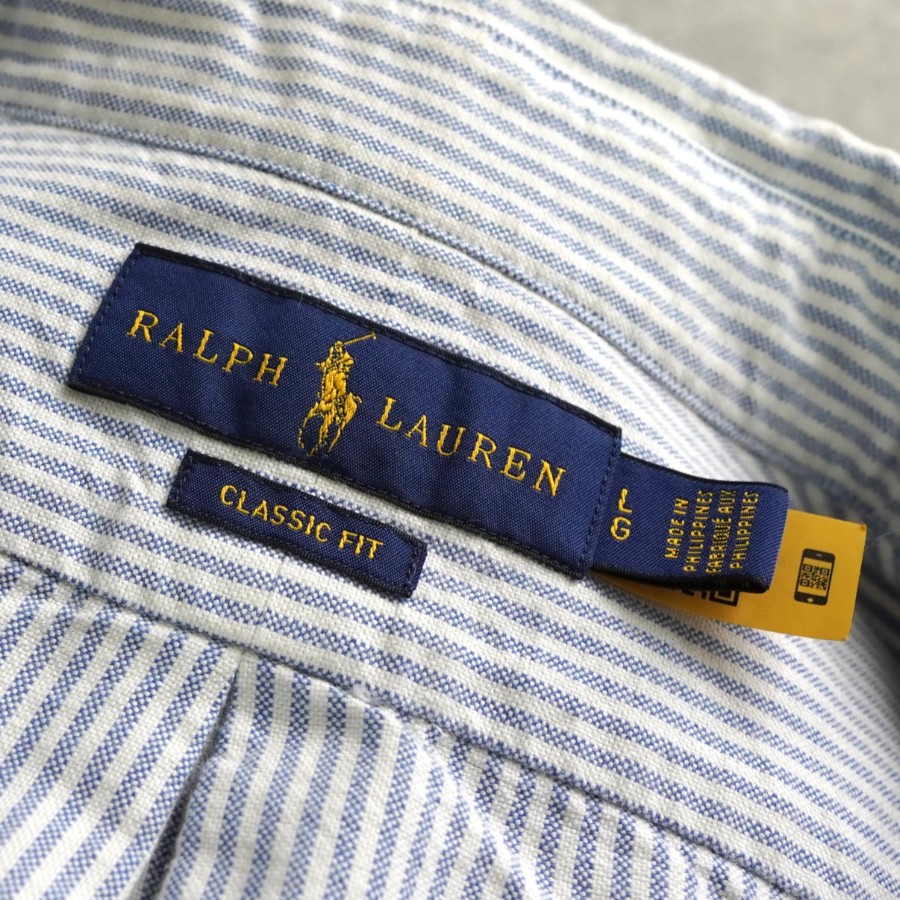 RALPH LAUREN
CLASSIC FIT
L
G
MADE IN
PHILIPPINES
FABRIQUÉ AUX
PHILIPPINES